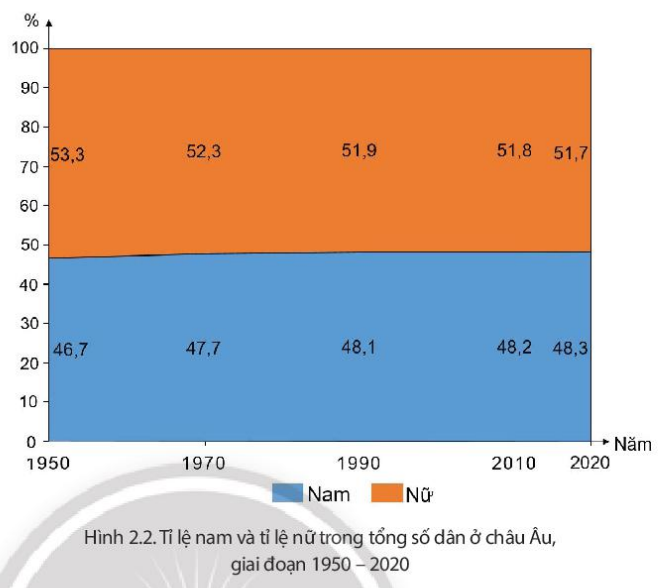 %
100
90
80
70
60
50
40
30
20
10
0
53,3 52,3 51,9 51,8 51,7
46,7 47,7 48,1 48,2 48,3
1950 1970 1990 2010 2020 Năm
Nam Nữ
Hình 2.2. Tỉ lệ nam và tỉ lệ nữ trong tổng số dân ở châu Âu,
giai đoạn 1950 – 2020